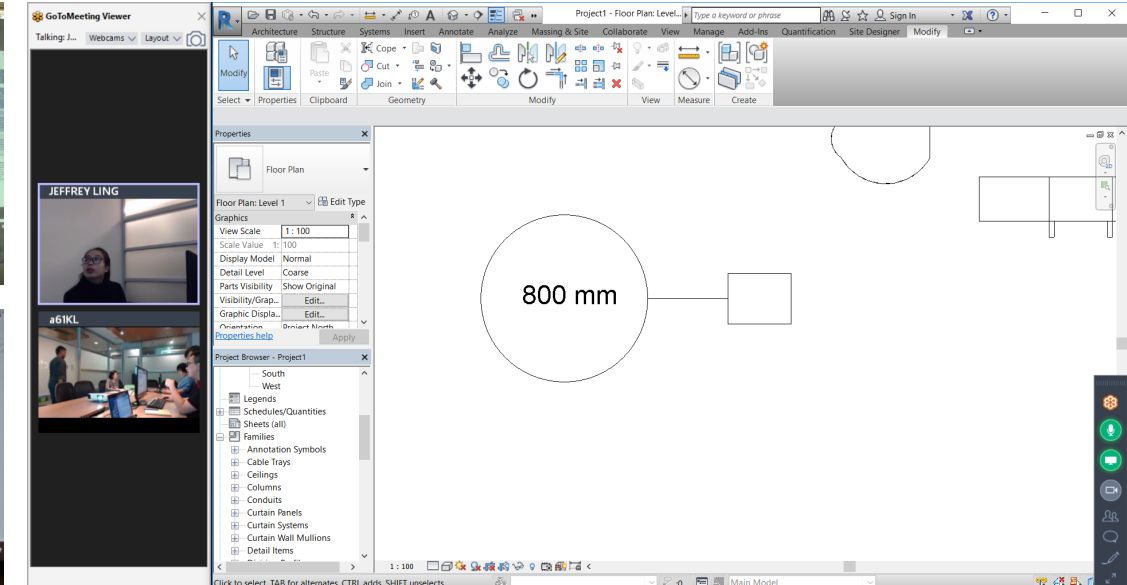 GoToMeeting Viewer
Talking: J... Webcams Layout
JEFFREY LING
a61KL
Project1 - Floor Plan: Level...
Type a keyword or phrase
Sign In
Architecture Structure Systems Insert Annotate Analyze Massing & Site Collaborate View Manage Add-Ins Quantification Site Designer Modify
Modify
Paste
Cope
Cut
Join
Select Properties Clipboard Geometry Modify View Measure Create
Properties
Floor Plan
Floor Plan: Level 1 Edit Type
Graphics
View Scale 1 : 100
Scale Value 1: 100
Display Model Normal
Detail Level Coarse
Parts Visibility Show Original
Visibility/Grap... Edit...
Graphic Displa... Edit...
Orientation Project North
Properties help Apply
Project Browser - Project1
South
West
Legends
Schedules/Quantities
Sheets (all)
Families
Annotation Symbols
Cable Trays
Ceilings
Columns
Conduits
Curtain Panels
Curtain Systems
Curtain Wall Mullions
Detail Items
800 mm
1 : 100
Click to select, TAB for alternates, CTRL adds, SHIFT unselects.
:0
Main Model